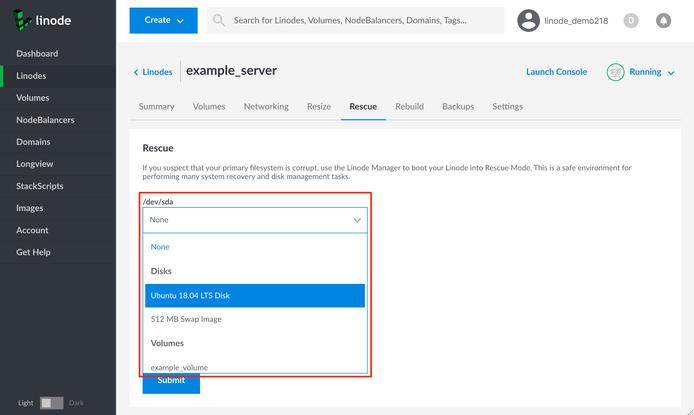 linode
Create
Search for Linodes, Volumes, NodeBalancers, Domains, Tags...
linode_demo218
0
Dashboard
Linodes
Volumes
NodeBalancers
Domains
Longview
StackScripts
Images
Account
Get Help
Light
Dark
Linodes
example_server
Launch Console
Running
Summary
Volumes
Networking
Resize
Rescue
Rebuild
Backups
Settings
Rescue
If you suspect that your primary filesystem is corrupt, use the Linode Manager to boot your Linode into Rescue Mode. This is a safe environment for
performing many system recovery and disk management tasks.
/dev/sda
None
None
Disks
Ubuntu 18.04 LTS Disk
512 MB Swap Image
Volumes
example_volume
Submit